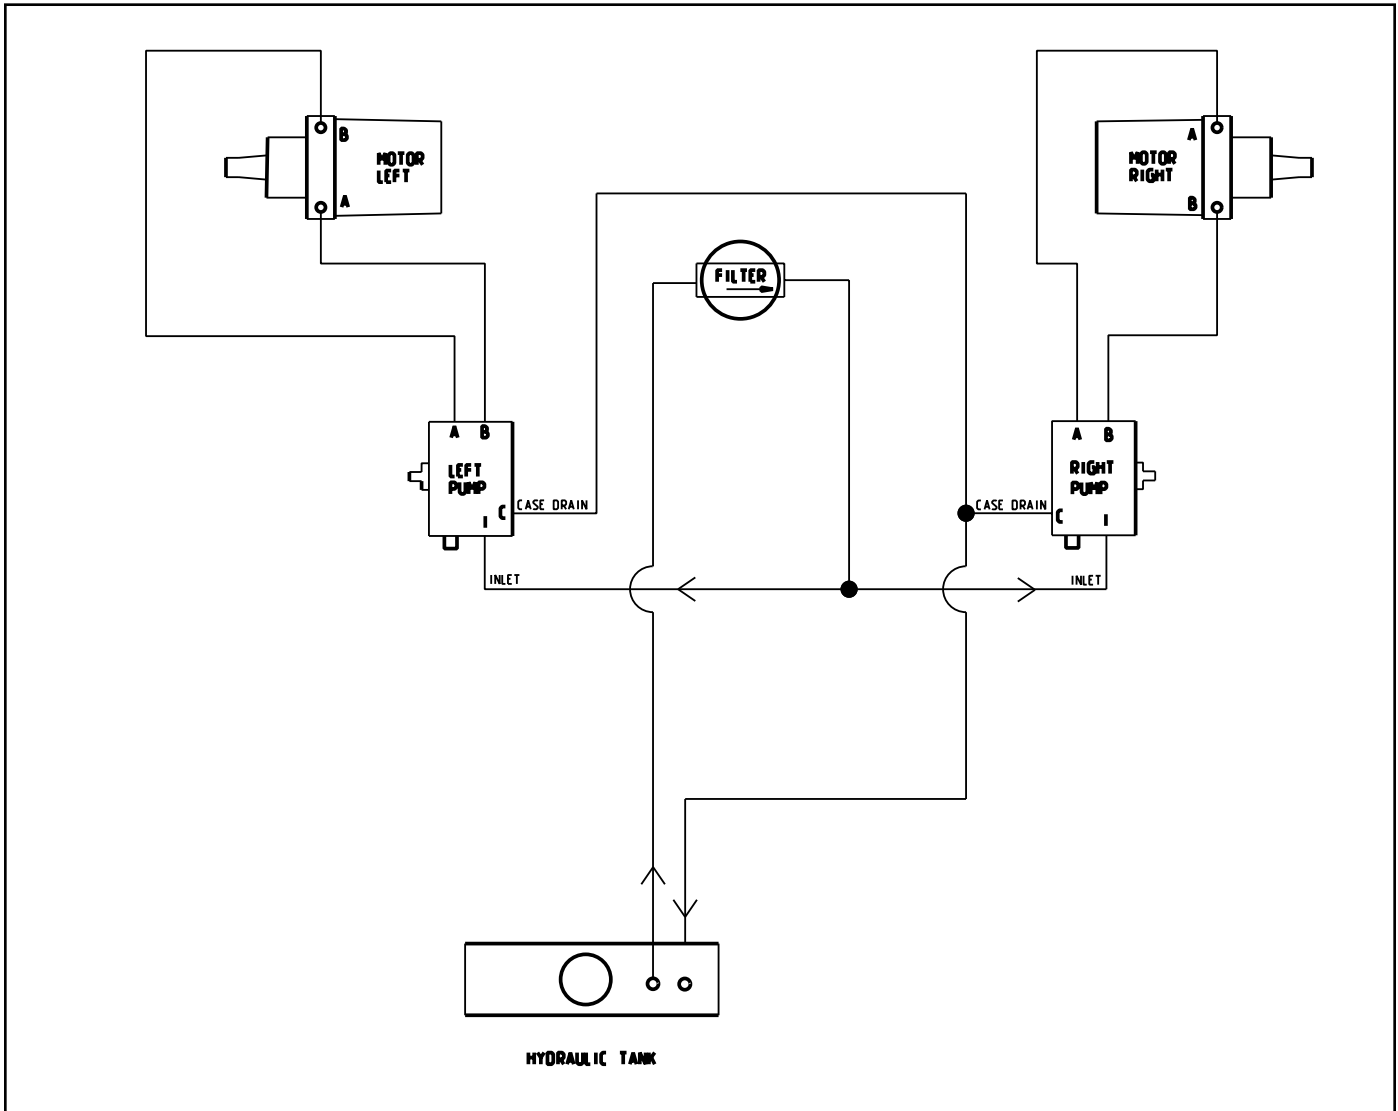 B
MOTOR
LEFT
A
A
MOTOR
RIGHT
B
FILTER
A B
LEFT
PUMP
C
I
CASE DRAIN
INLET
A B
RIGHT
PUMP
C
I
CASE DRAIN
INLET
HYDRAULIC TANK